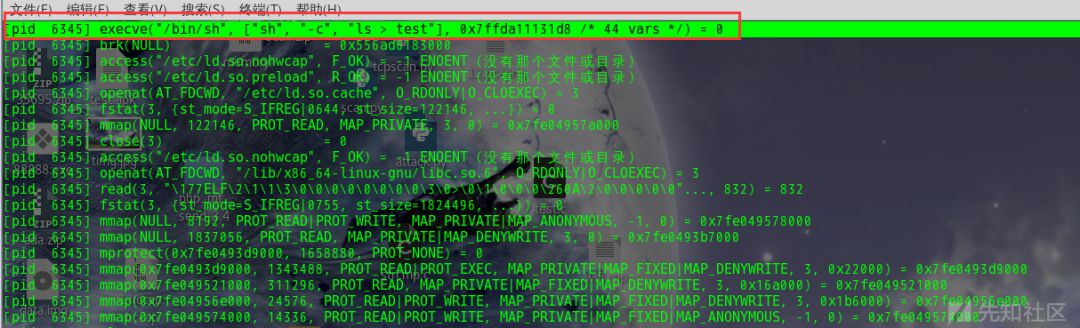 文件(F) 编辑(E) 查看(V) 搜索(S) 终端(T) 帮助(H)
[pid  6345] execve("/bin/sh", ["sh", "-c", "ls > test"], 0x7ffda11131d8 /* 44 vars */) = 0
[pid  6345] brk(NULL) = 0x556ad6183000
[pid  6345] access("/etc/ld.so.nohwcap", F_OK) = -1 ENOENT (没有那个文件或目录)
[pid  6345] access("/etc/ld.so.preload", R_OK) = -1 ENOENT (没有那个文件或目录)
[pid  6345] openat(AT_FDCWD, "/etc/ld.so.cache", O_RDONLY|O_CLOEXEC) = 3
[pid  6345] fstat(3, {st_mode=S_IFREG|0644, st_size=122146, ...}) = 0
[pid  6345] mmap(NULL, 122146, PROT_READ, MAP_PRIVATE, 3, 0) = 0x7fe04957a000
[pid  6345] close(3) = 0
[pid  6345] access("/etc/ld.so.nohwcap", F_OK) = -1 ENOENT (没有那个文件或目录)
[pid  6345] openat(AT_FDCWD, "/lib/x86_64-linux-gnu/libc.so.6", O_RDONLY|O_CLOEXEC) = 3
[pid  6345] read(3, "\177ELF\2\1\1\3\0\0\0\0\0\0\0\0\3\0>\0\1\0\0\0\260A\2\0\0\0\0\0"..., 832) = 832
[pid  6345] fstat(3, {st_mode=S_IFREG|0755, st_size=1824496, ...}) = 0
[pid  6345] mmap(NULL, 8192, PROT_READ|PROT_WRITE, MAP_PRIVATE|MAP_ANONYMOUS, -1, 0) = 0x7fe049578000
[pid  6345] mmap(NULL, 1837056, PROT_READ, MAP_PRIVATE|MAP_DENYWRITE, 3, 0) = 0x7fe0493b7000
[pid  6345] mprotect(0x7fe0493d9000, 1658880, PROT_NONE) = 0
[pid  6345] mmap(0x7fe0493d9000, 1343488, PROT_READ|PROT_EXEC, MAP_PRIVATE|MAP_FIXED|MAP_DENYWRITE, 3, 0x22000) = 0x7fe0493d9000
[pid  6345] mmap(0x7fe049521000, 311296, PROT_READ, MAP_PRIVATE|MAP_FIXED|MAP_DENYWRITE, 3, 0x16a000) = 0x7fe049521000
[pid  6345] mmap(0x7fe04956e000, 24576, PROT_READ|PROT_WRITE, MAP_PRIVATE|MAP_FIXED|MAP_DENYWRITE, 3, 0x1b6000) = 0x7fe04956e000
[pid  6345] mmap(0x7fe049574000, 14336, PROT_READ|PROT_WRITE, MAP_PRIVATE|MAP_FIXED|MAP_ANONYMOUS, -1, 0) = 0x7fe049574000
先知社区